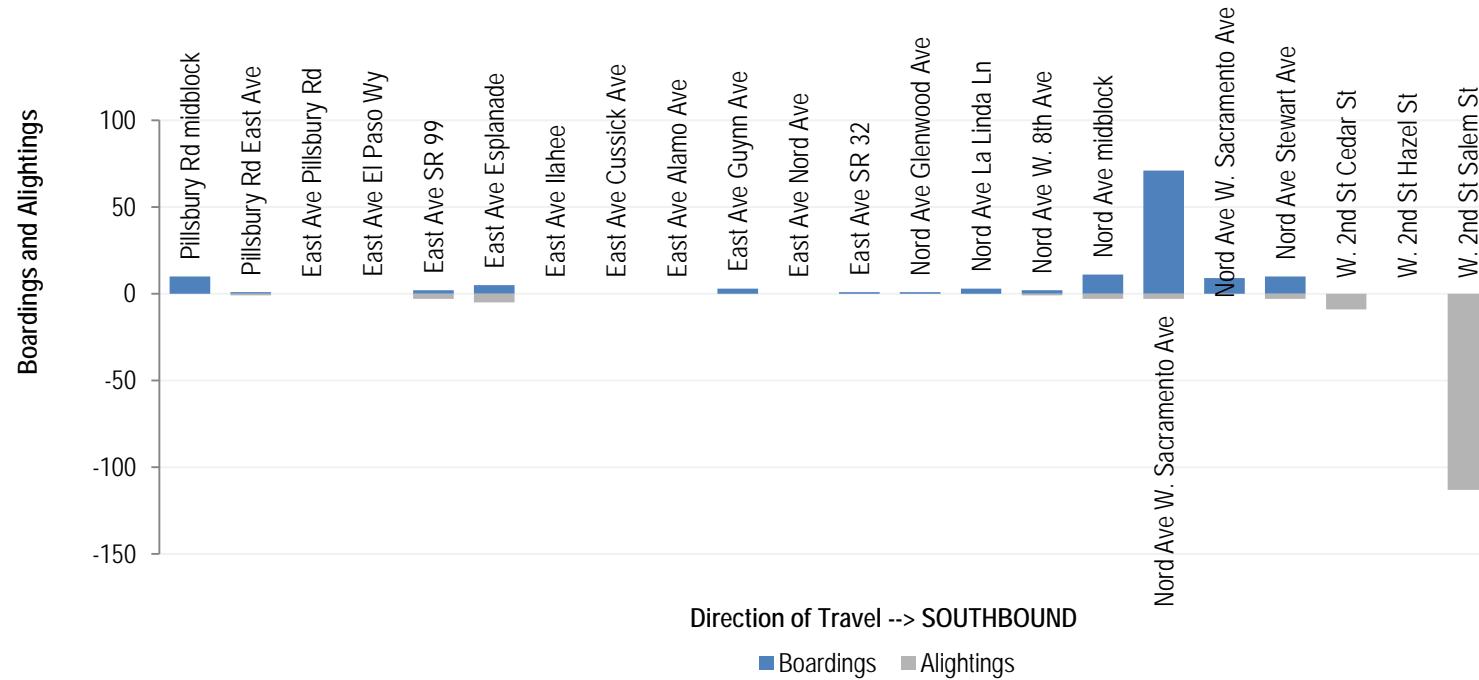 Boardings and Alightings
100
50
0
-50
-100
-150
Pillsbury Rd midblock
Pillsbury Rd East Ave
East Ave Pillsbury Rd
East Ave El Paso Wy
East Ave SR 99
East Ave Esplanade
East Ave Ilahee
East Ave Cussick Ave
East Ave Alamo Ave
East Ave Guynn Ave
East Ave Nord Ave
East Ave SR 32
Nord Ave Glenwood Ave
Nord Ave La Linda Ln
Nord Ave W. 8th Ave
Nord Ave midblock
Nord Ave W. Sacramento Ave
Nord Ave W. Sacramento Ave
Nord Ave Stewart Ave
W. 2nd St Cedar St
W. 2nd St Hazel St
W. 2nd St Salem St
Direction of Travel --> SOUTHBOUND
Boardings Alightings